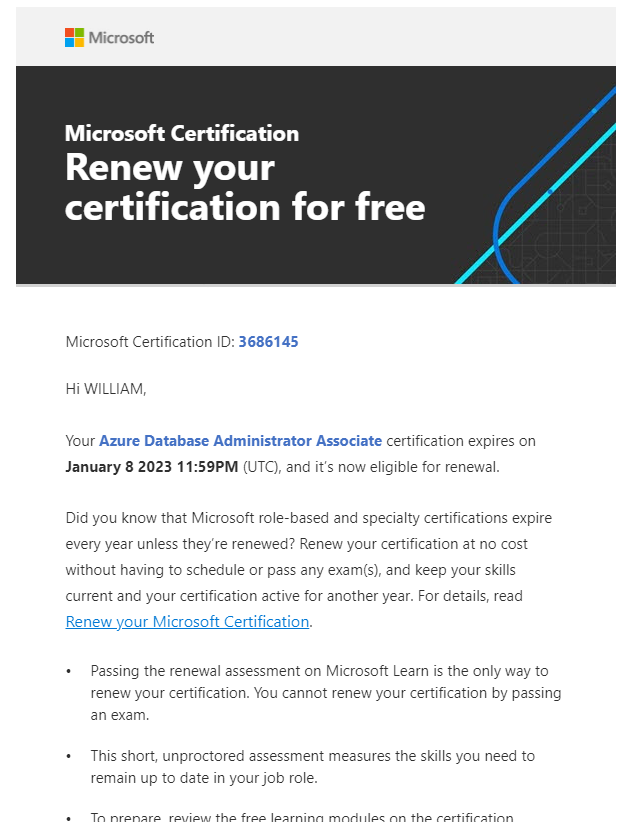 Microsoft
Microsoft Certification
Renew your
certification for free
Microsoft Certification ID: 3686145
Hi WILLIAM,
Your Azure Database Administrator Associate certification expires on
January 8 2023 11:59PM (UTC), and it’s now eligible for renewal.
Did you know that Microsoft role-based and specialty certifications expire
every year unless they’re renewed? Renew your certification at no cost
without having to schedule or pass any exam(s), and keep your skills
current and your certification active for another year. For details, read
Renew your Microsoft Certification.
• Passing the renewal assessment on Microsoft Learn is the only way to
renew your certification. You cannot renew your certification by passing
an exam.
• This short, unproctored assessment measures the skills you need to
remain up to date in your job role.
• To prepare, review the free learning modules on the certification